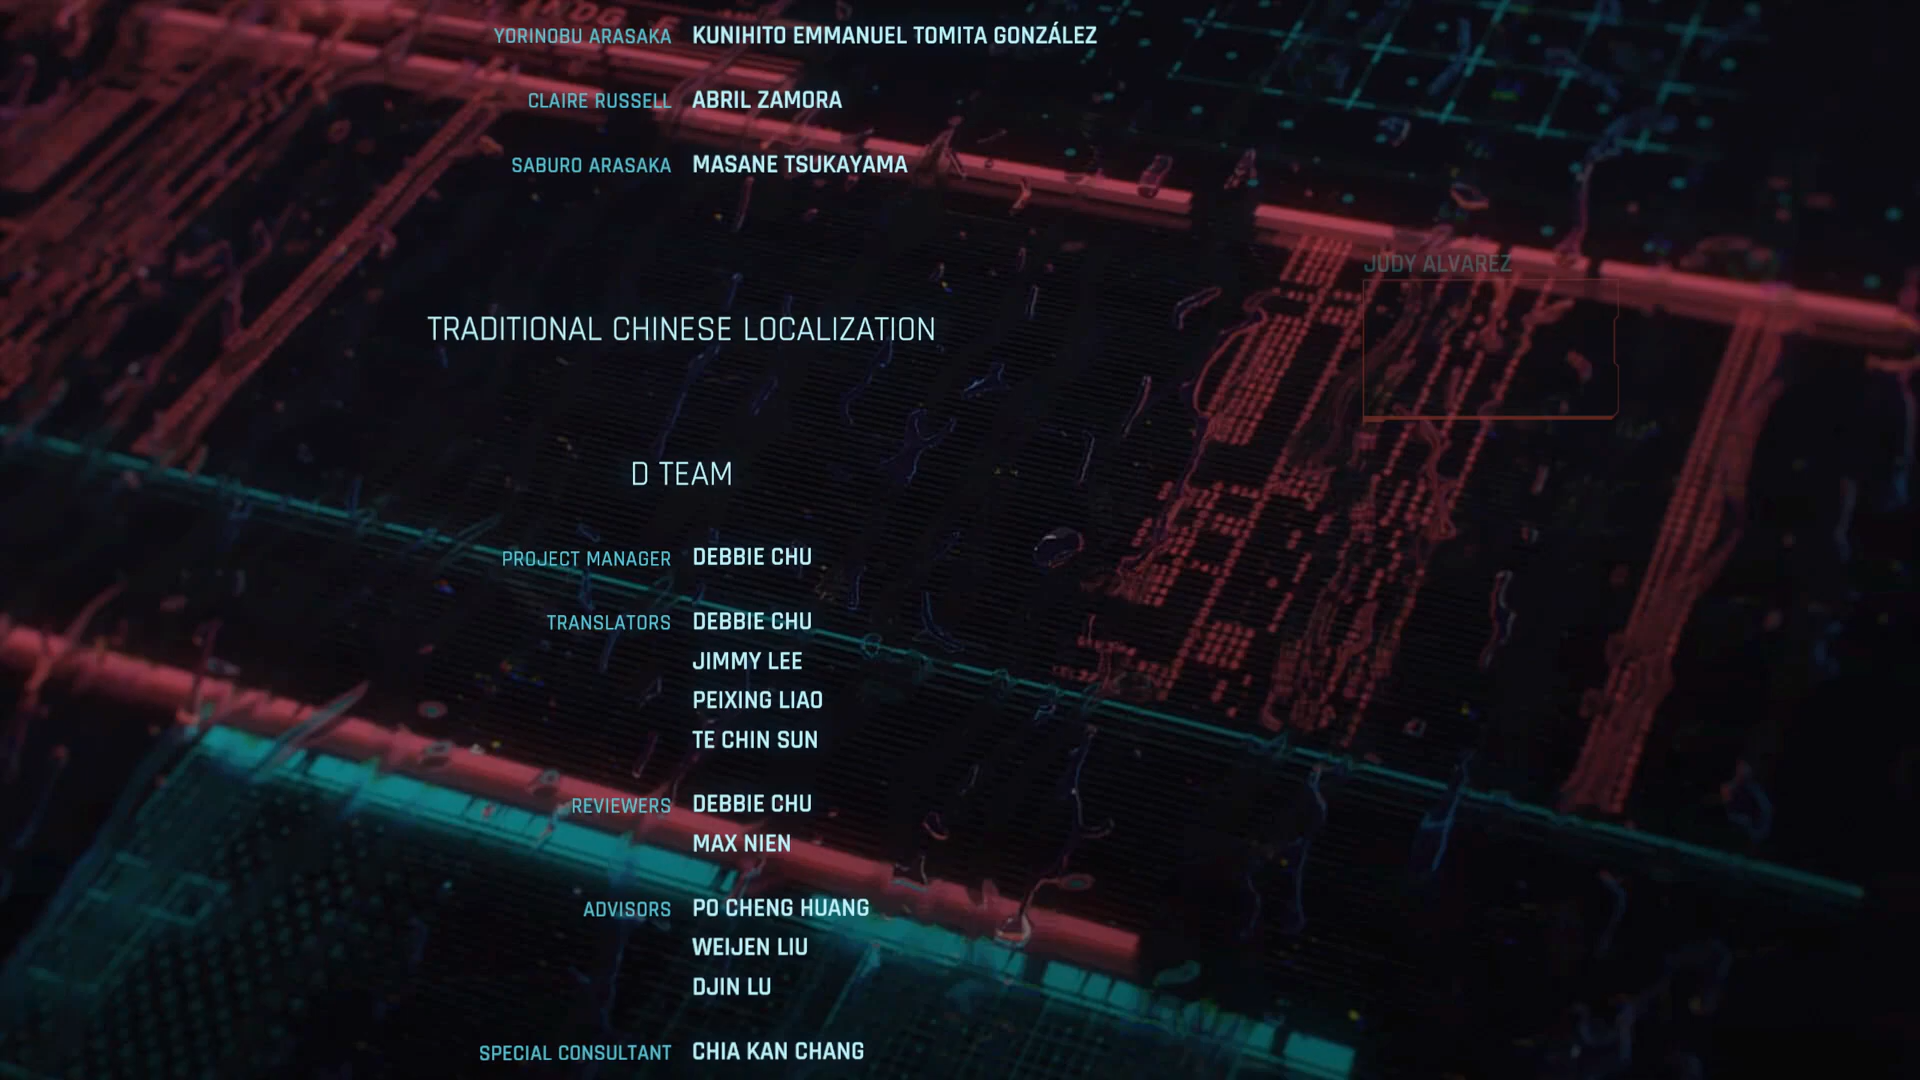 YORINOBU ARASAKA KUNIHITO EMMANUEL TOMITA GONZÁLEZ
CLAIRE RUSSELL ABRIL ZAMORA
SABURO ARASAKA MASANE TSUKAYAMA
JUDY ALVAREZ
TRADITIONAL CHINESE LOCALIZATION
D TEAM
PROJECT MANAGER DEBBIE CHU
TRANSLATORS DEBBIE CHU
JIMMY LEE
PEIXING LIAO
TE CHIN SUN
REVIEWERS DEBBIE CHU
MAX NIEN
ADVISORS PO CHENG HUANG
WEIJEN LIU
DJIN LU
SPECIAL CONSULTANT CHIA KAN CHANG